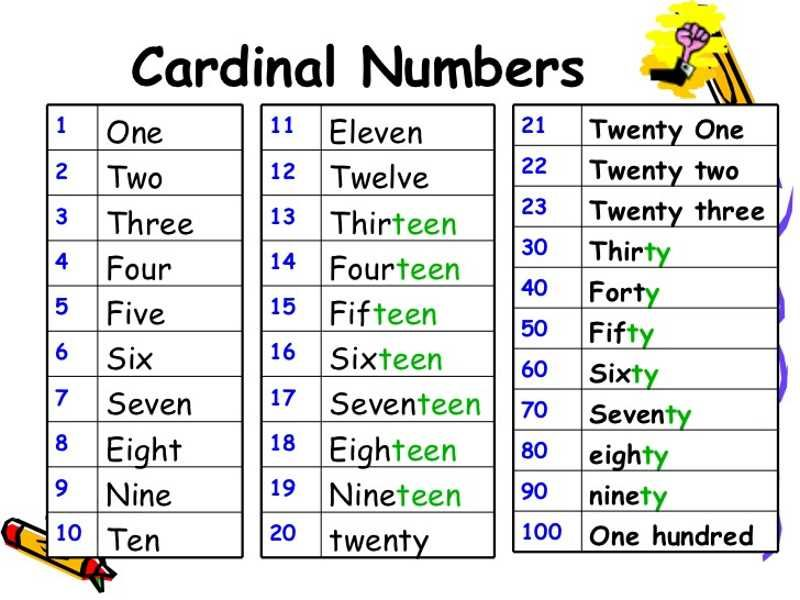 Cardinal Numbers
1 One
2 Two
3 Three
4 Four
5 Five
6 Six
7 Seven
8 Eight
9 Nine
10 Ten
11 Eleven
12 Twelve
13 Thirteen
14 Fourteen
15 Fifteen
16 Sixteen
17 Seventeen
18 Eighteen
19 Nineteen
20 twenty
21 Twenty One
22 Twenty two
23 Twenty three
30 Thirty
40 Forty
50 Fifty
60 Sixty
70 Seventy
80 eighty
90 ninety
100 One hundred